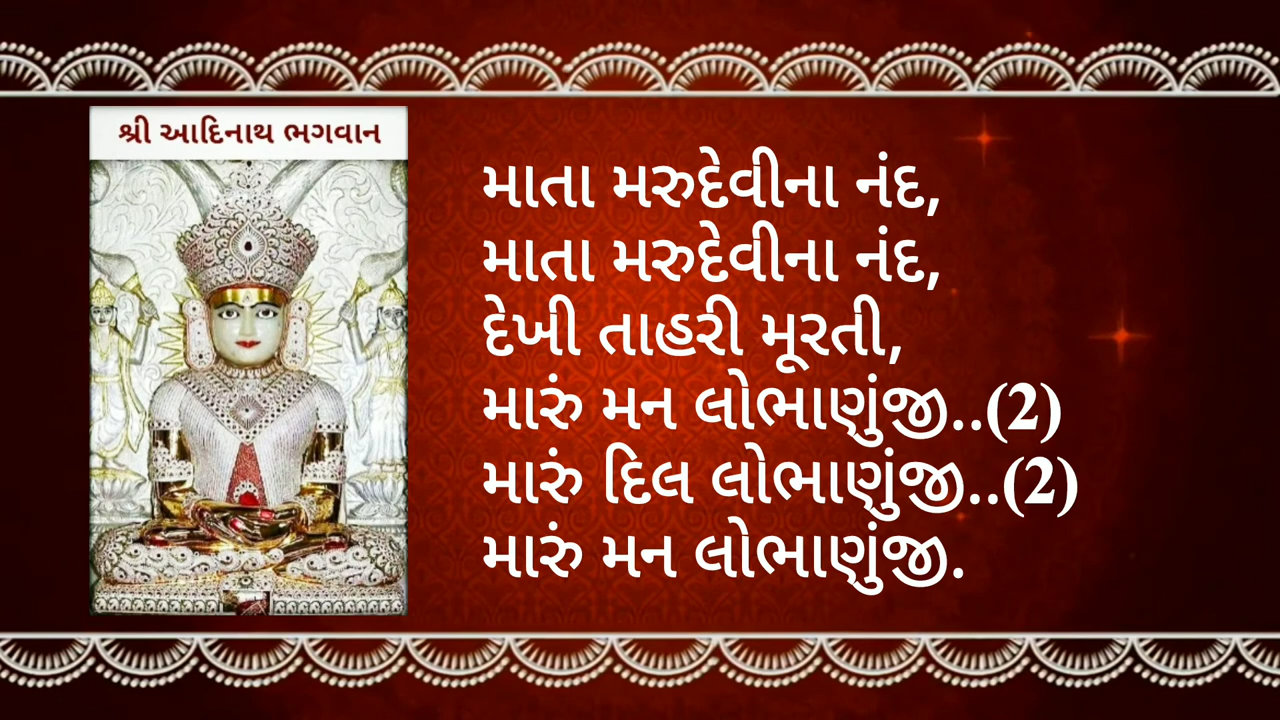 શ્રી આદિનાથ ભગવાન
માતા મરુદેવીના નંદ,
માતા મરુદેવીના નંદ,
દેખી તાહરી મૂરતી,
મારું મન લોભાણુંજી..(2)
મારું દિલ લોભાણુંજી..(2)
મારું મન લોભાણુંજી.